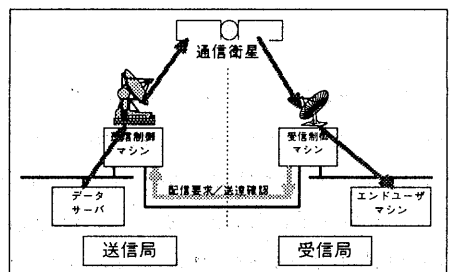 通信衛星
送信制御
マシン
受信制御
マシン
配信要求／送達確認
データ
サーバ
エンドユーザ
マシン
送信局
受信局